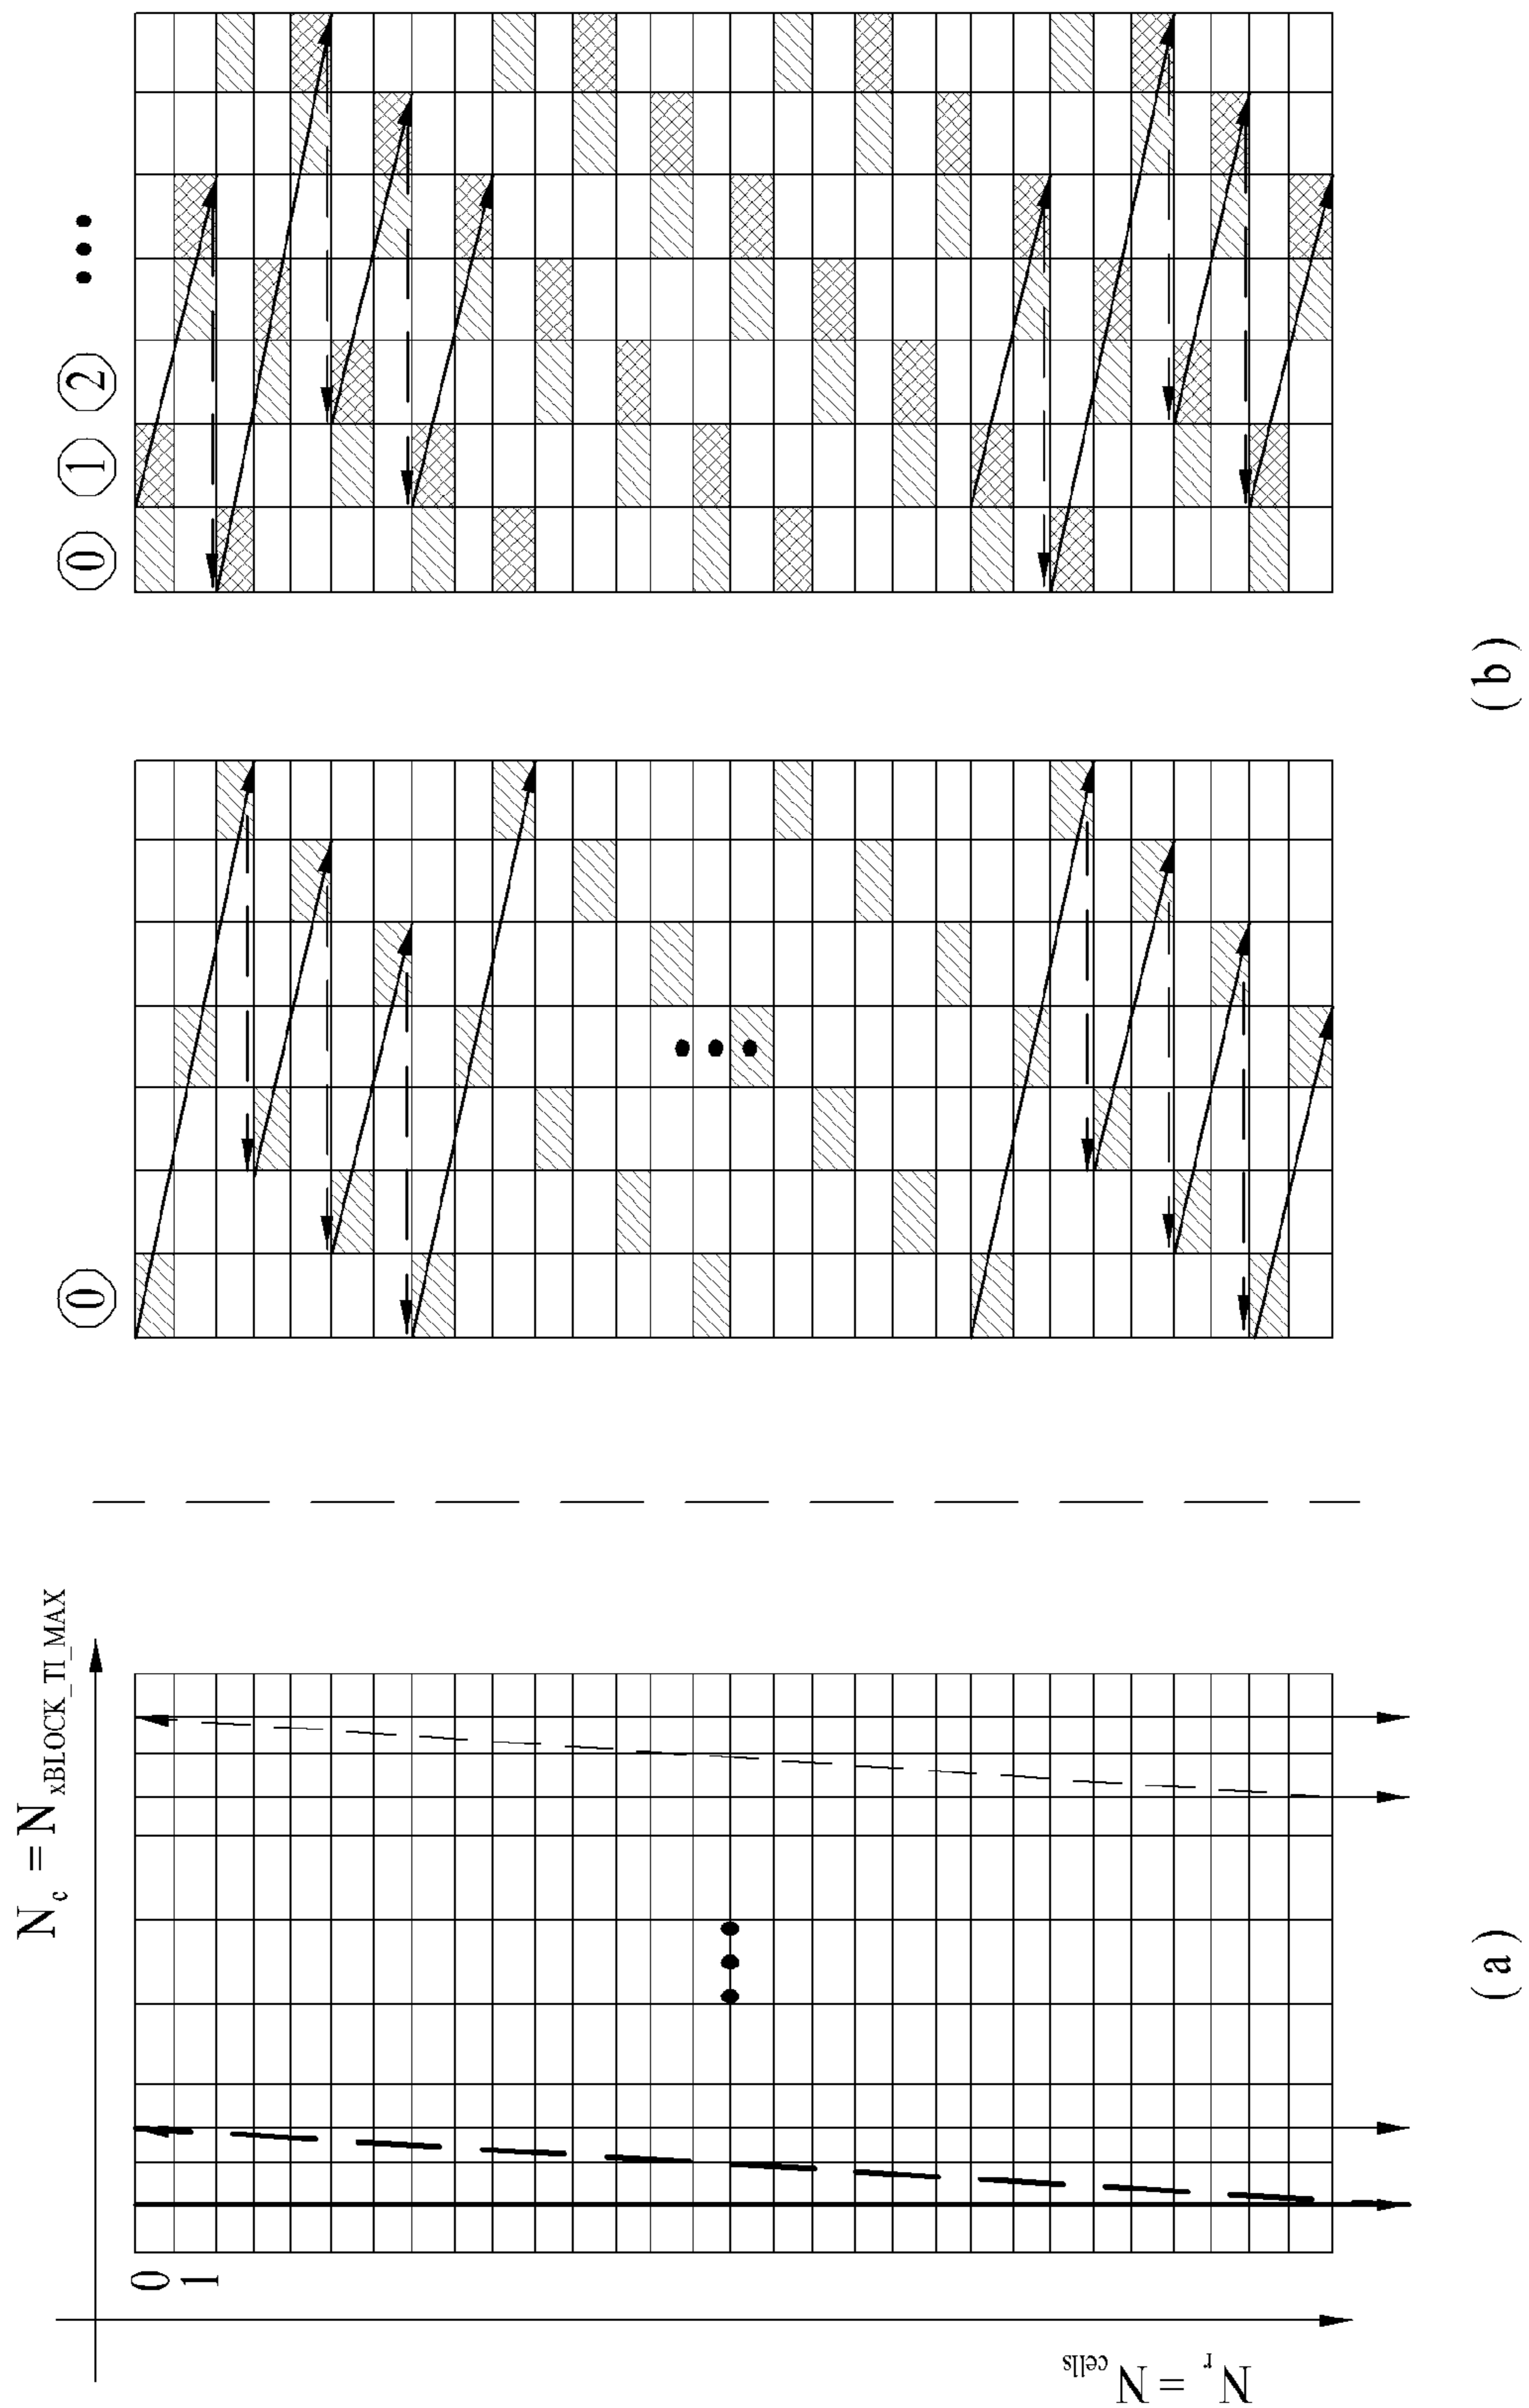 N_c = N_xBLOCK_TI_MAX
N_r = N_cells
0
1
•••
(a)
⓪
•••
⓪ ① ② •••
(b)